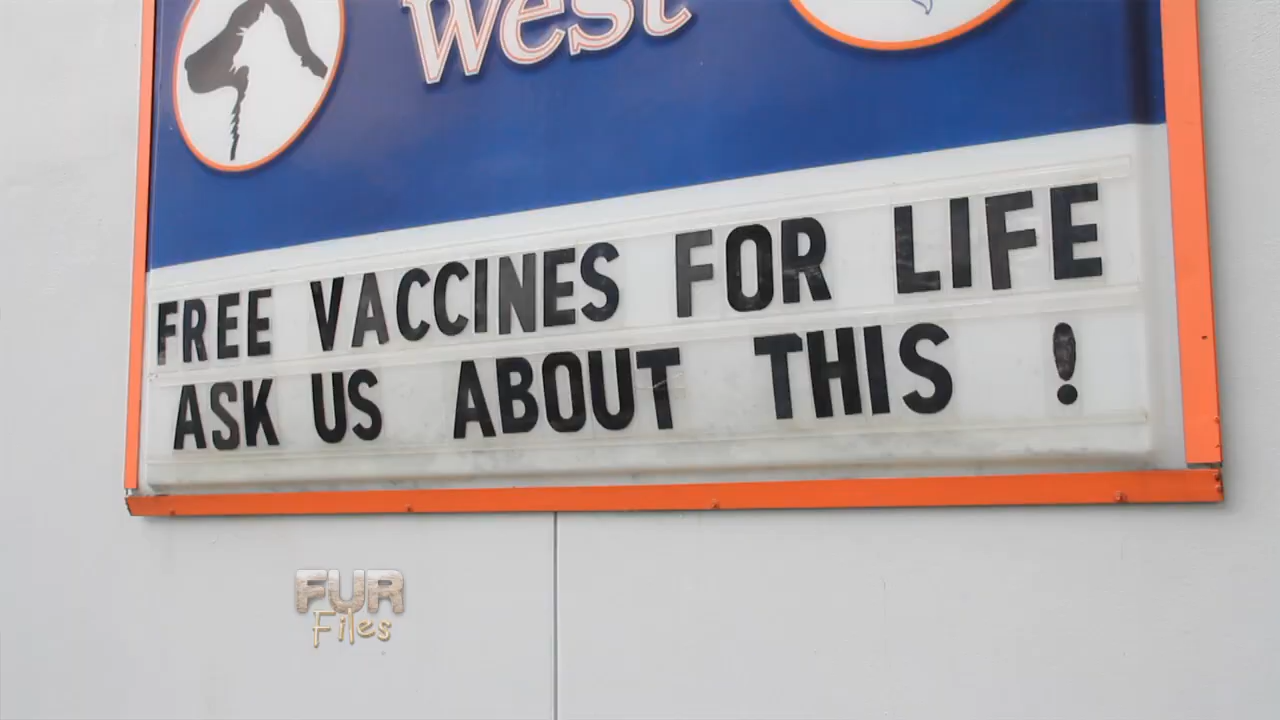 West
FREE VACCINES FOR LIFE
ASK US ABOUT THIS !
FUR
Files